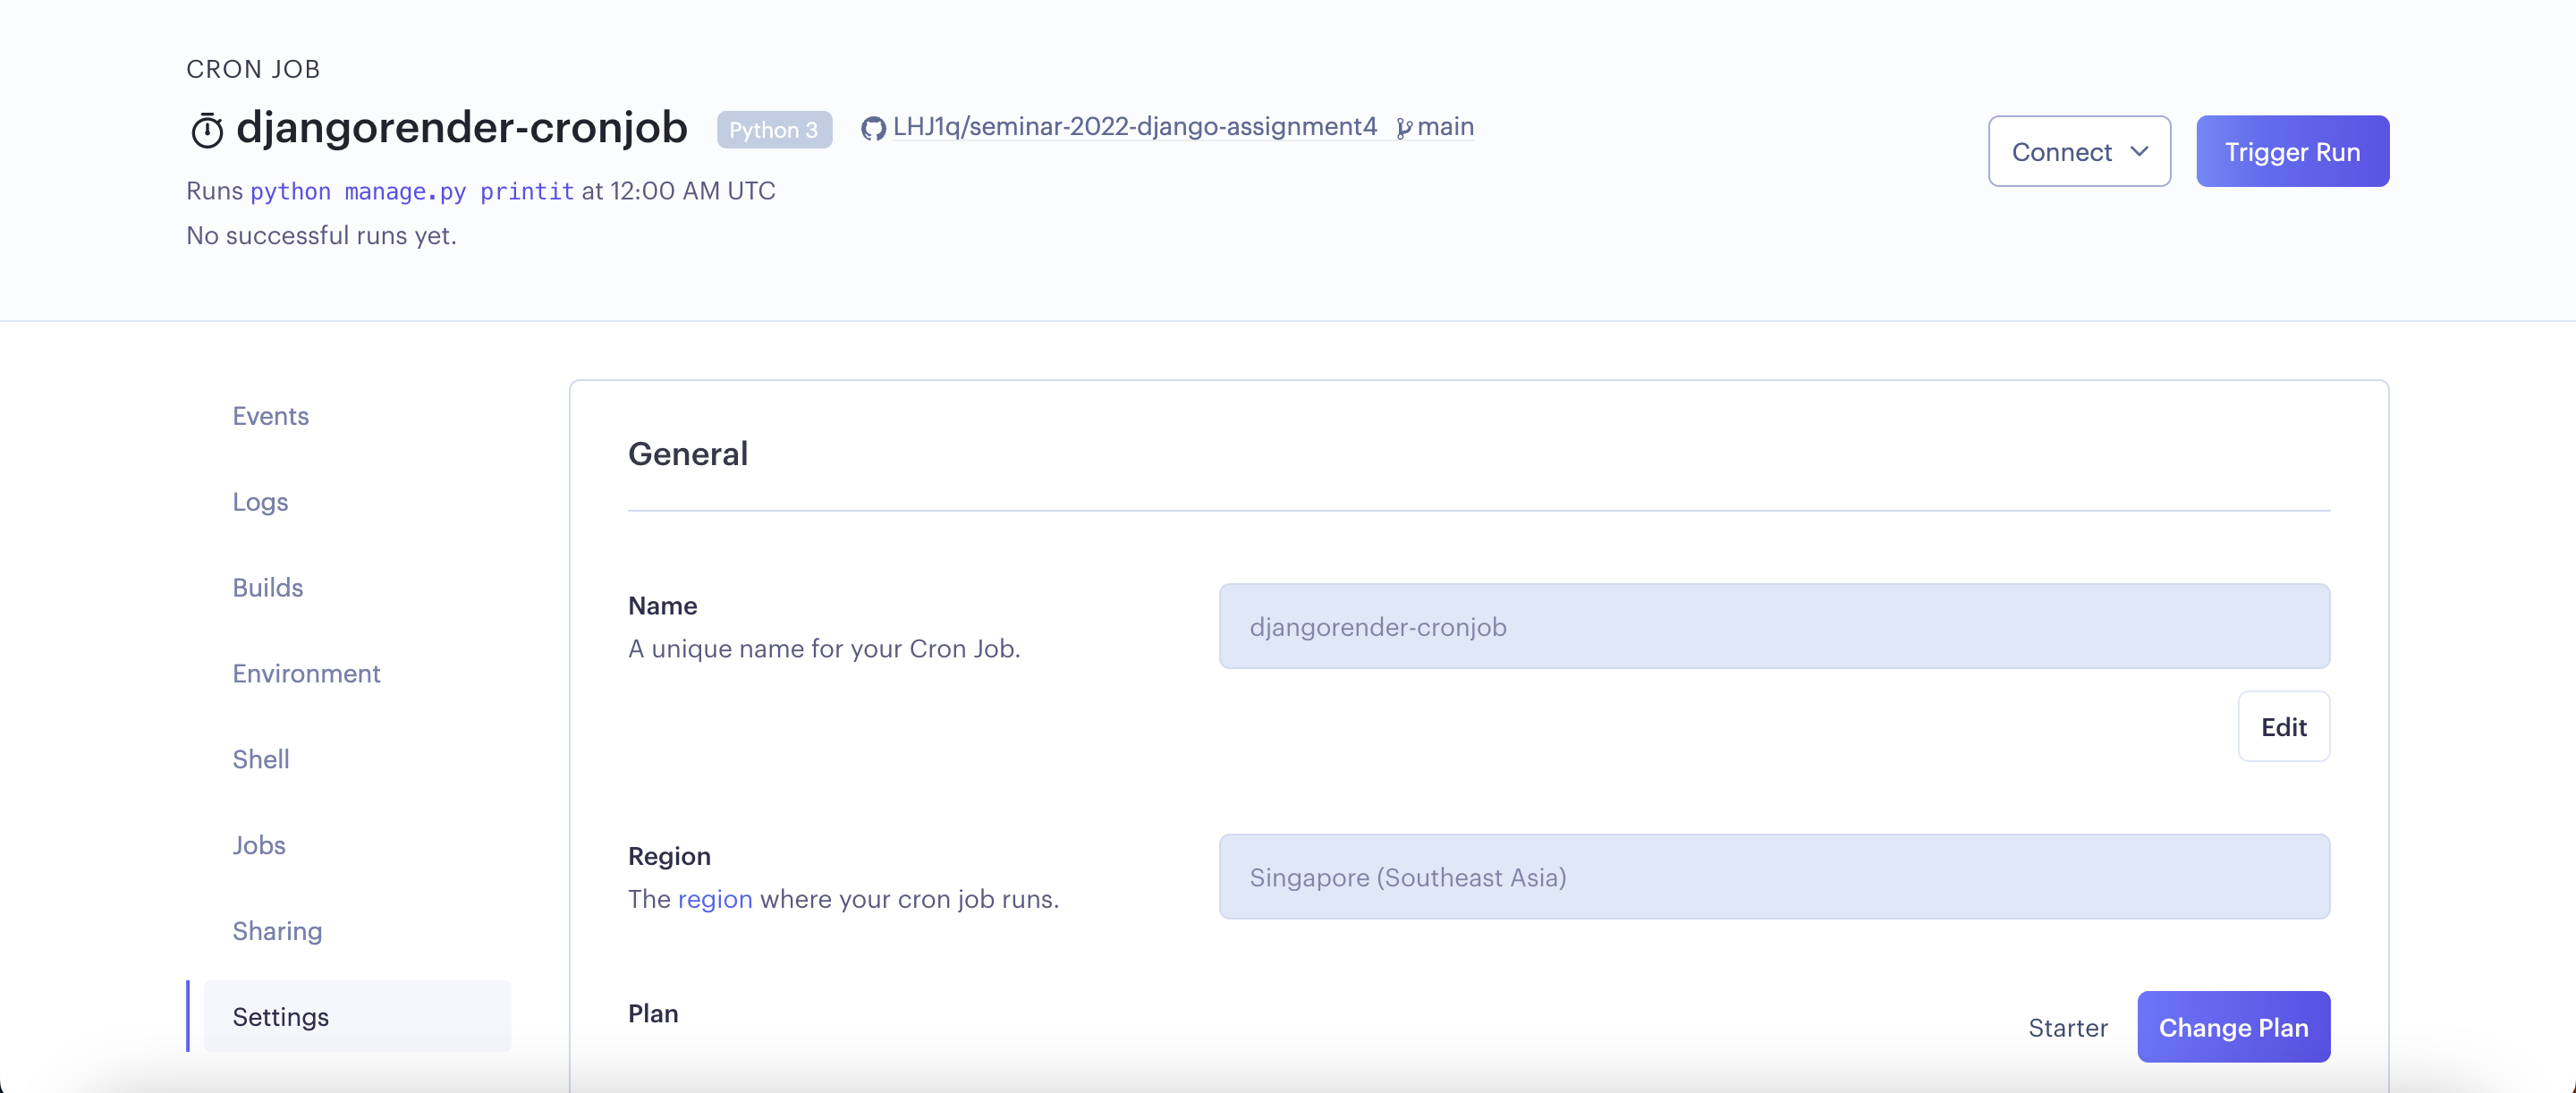 CRON JOB
djangorender-cronjob Python 3 LHJ1q/seminar-2022-django-assignment4 main
Connect
Trigger Run
Runs python manage.py printit at 12:00 AM UTC
No successful runs yet.
Events
Logs
Builds
Environment
Shell
Jobs
Sharing
Settings
General
Name
A unique name for your Cron Job.
djangorender-cronjob
Edit
Region
The region where your cron job runs.
Singapore (Southeast Asia)
Plan
Starter
Change Plan